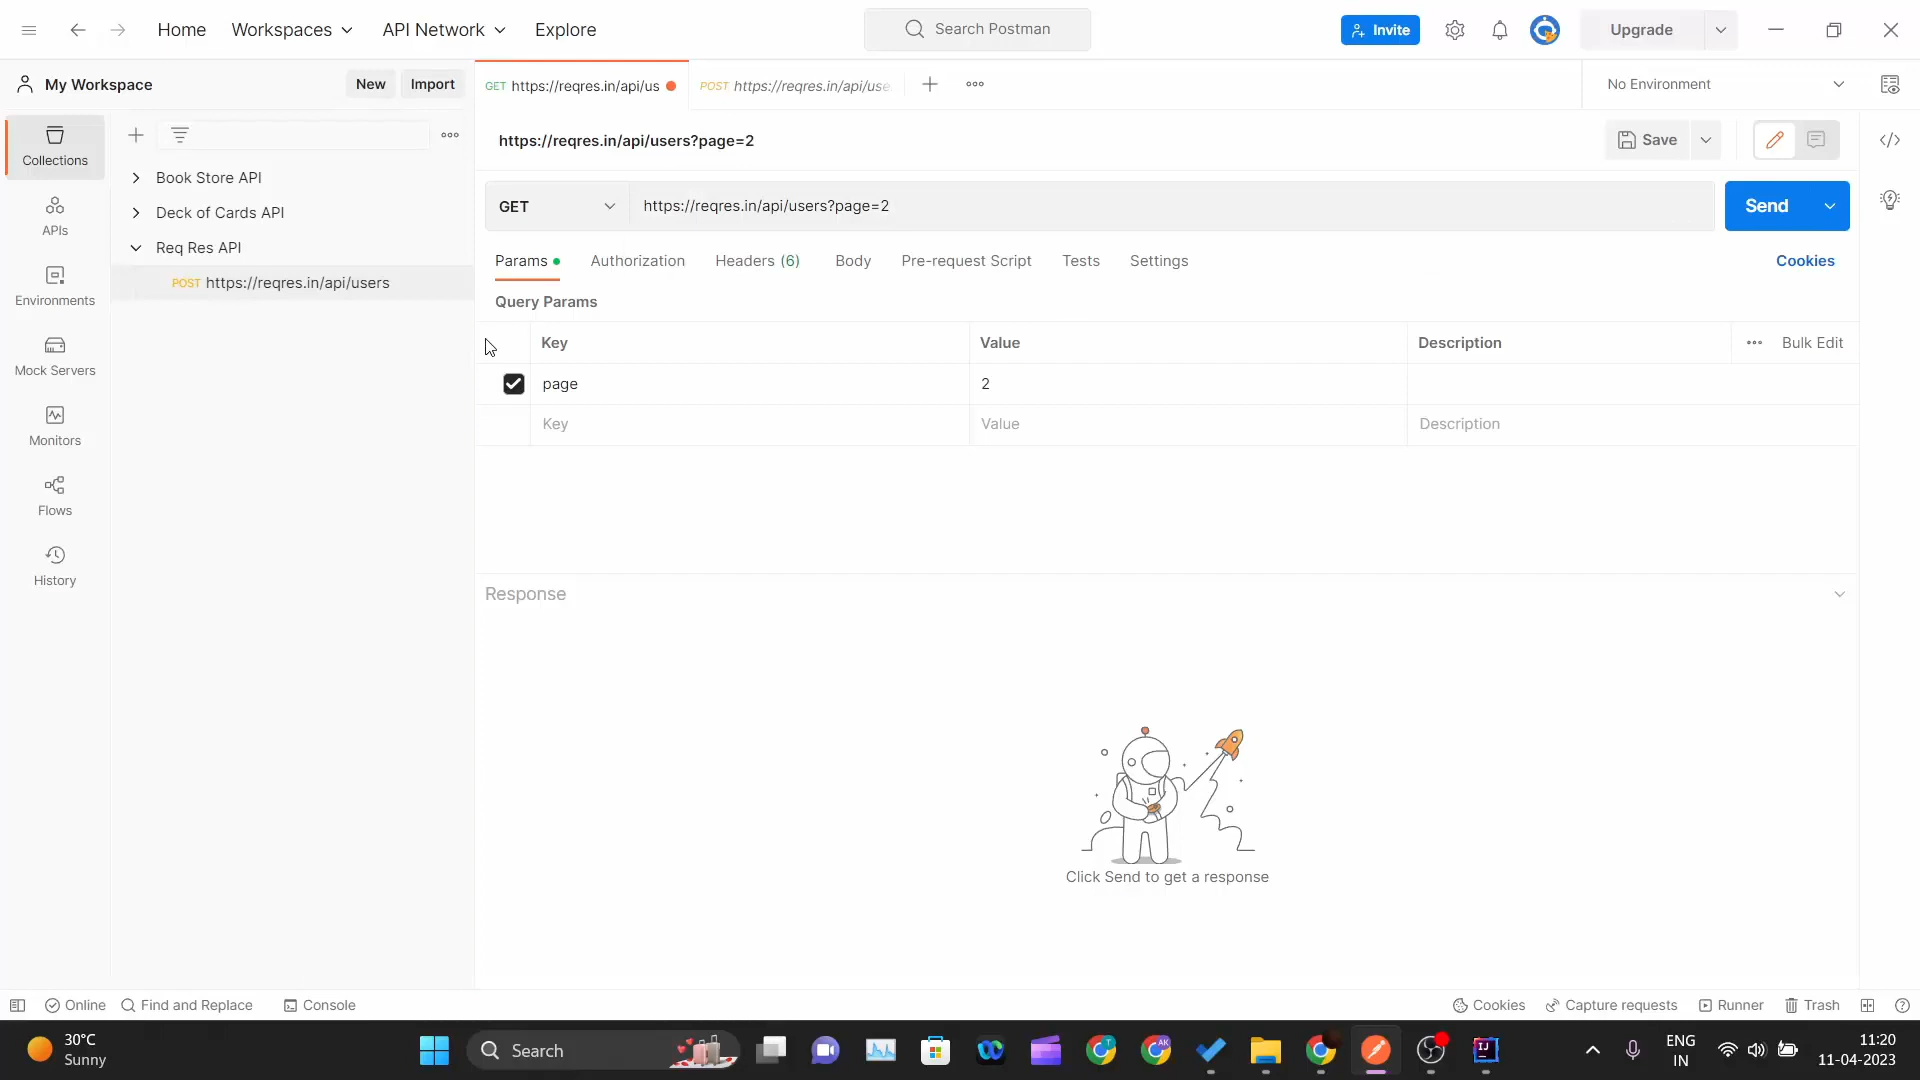 Home Workspaces API Network Explore Search Postman Invite Upgrade
My Workspace New Import GET https://reqres.in/api/us POST https://reqres.in/api/use No Environment
Collections
APIs
Environments
Mock Servers
Monitors
Flows
History
Book Store API
Deck of Cards API
Req Res API
POST https://reqres.in/api/users
https://reqres.in/api/users?page=2 Save
GET https://reqres.in/api/users?page=2 Send
Params Authorization Headers (6) Body Pre-request Script Tests Settings Cookies
Query Params
Key Value Description Bulk Edit
page 2
Key Value Description
Response
Click Send to get a response
Online Find and Replace Console Cookies Capture requests Runner Trash
30°C
Sunny
Search
T
AK
IJ
ENG
IN
11:20
11-04-2023